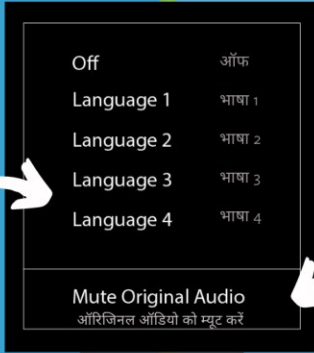 Off ऑफ
Language 1 भाषा 1
Language 2 भाषा 2
Language 3 भाषा 3
Language 4 भाषा 4
Mute Original Audio
ऑरिजिनल ऑडियो को म्यूट करें